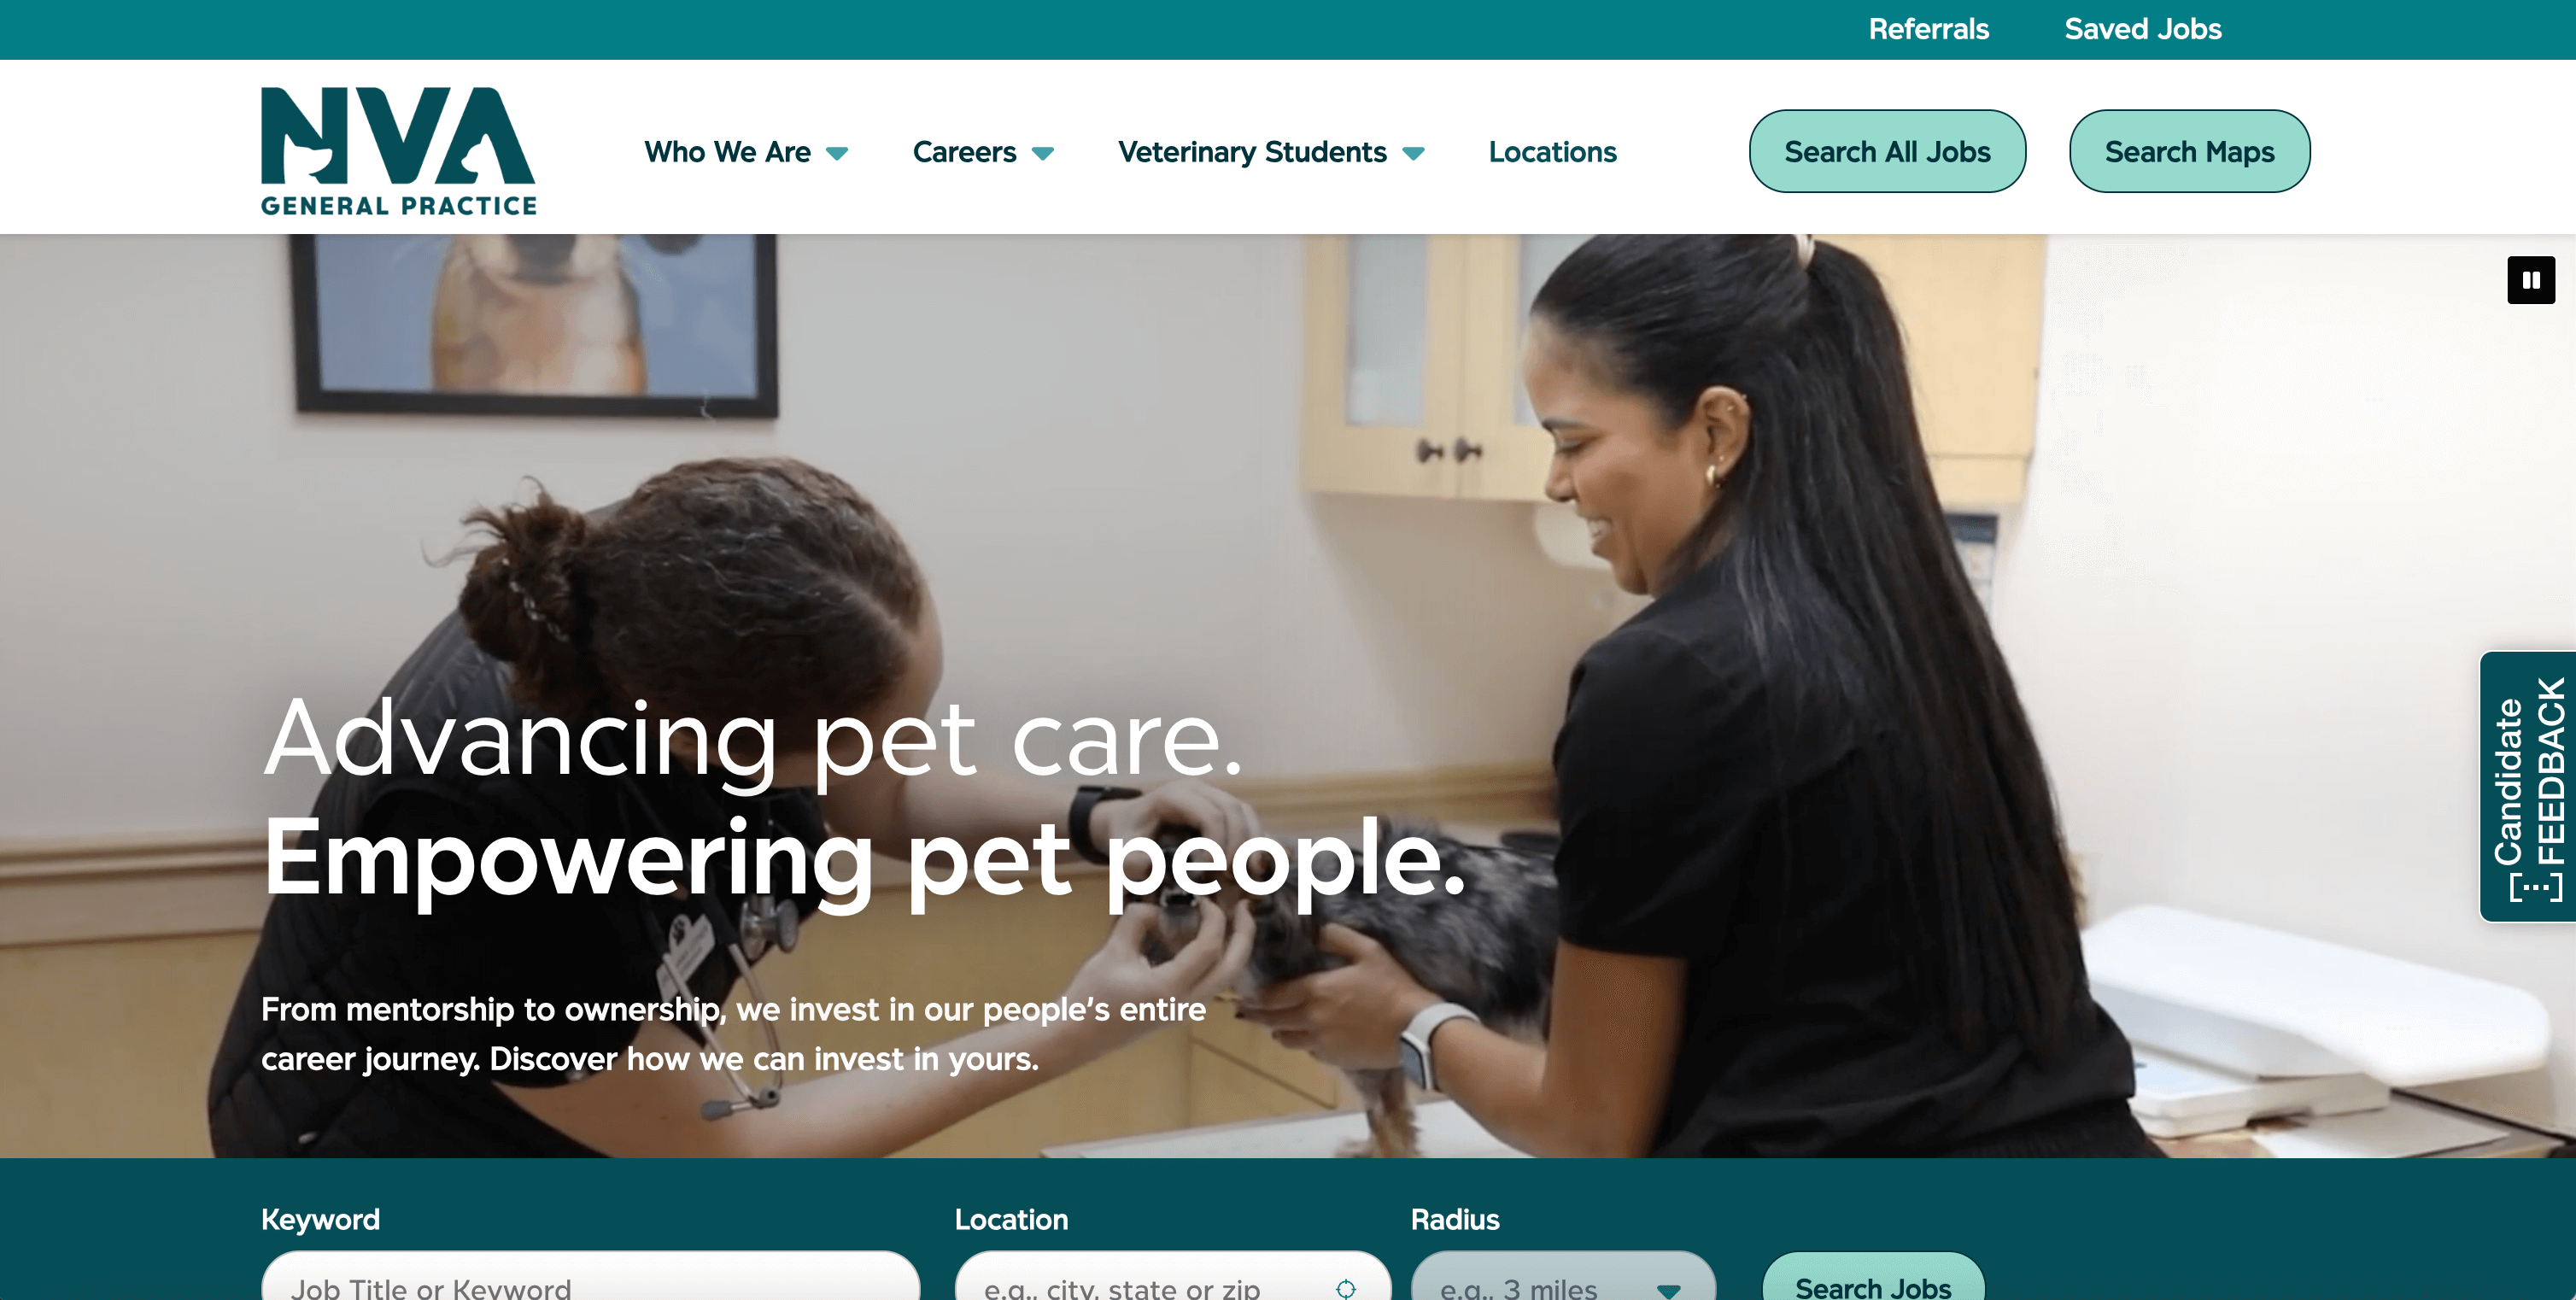 Referrals
Saved Jobs
NVA
GENERAL PRACTICE
Who We Are
Careers
Veterinary Students
Locations
Search All Jobs
Search Maps
Advancing pet care.
Empowering pet people.
From mentorship to ownership, we invest in our people’s entire
career journey. Discover how we can invest in yours.
Candidate
FEEDBACK
Keyword
Location
Radius
Job Title or Keyword
e.g., city, state or zip
e.g., 3 miles
Search Jobs